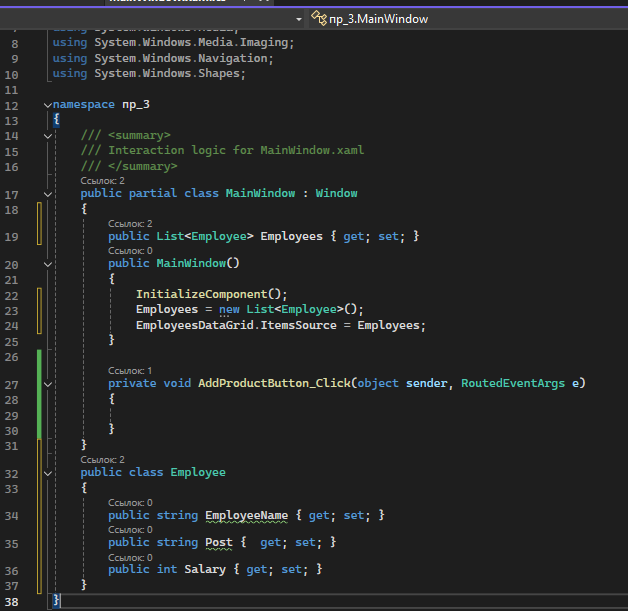 np_3.MainWindow
8 using System.Windows.Media.Imaging;
9 using System.Windows.Navigation;
10 using System.Windows.Shapes;
11
12 namespace np_3
13 {
14 /// <summary>
15 /// Interaction logic for MainWindow.xaml
16 /// </summary>
Ссылок: 2
17 public partial class MainWindow : Window
18 {
Ссылок: 2
19 public List<Employee> Employees { get; set; }
Ссылок: 0
20 public MainWindow()
21 {
22 InitializeComponent();
23 Employees = new List<Employee>();
24 EmployeesDataGrid.ItemsSource = Employees;
25 }
26
Ссылок: 1
27 private void AddProductButton_Click(object sender, RoutedEventArgs e)
28 {
29
30 }
31 }
Ссылок: 2
32 public class Employee
33 {
Ссылок: 0
34 public string EmployeeName { get; set; }
Ссылок: 0
35 public string Post {  get; set; }
Ссылок: 0
36 public int Salary { get; set; }
37 }
38 }